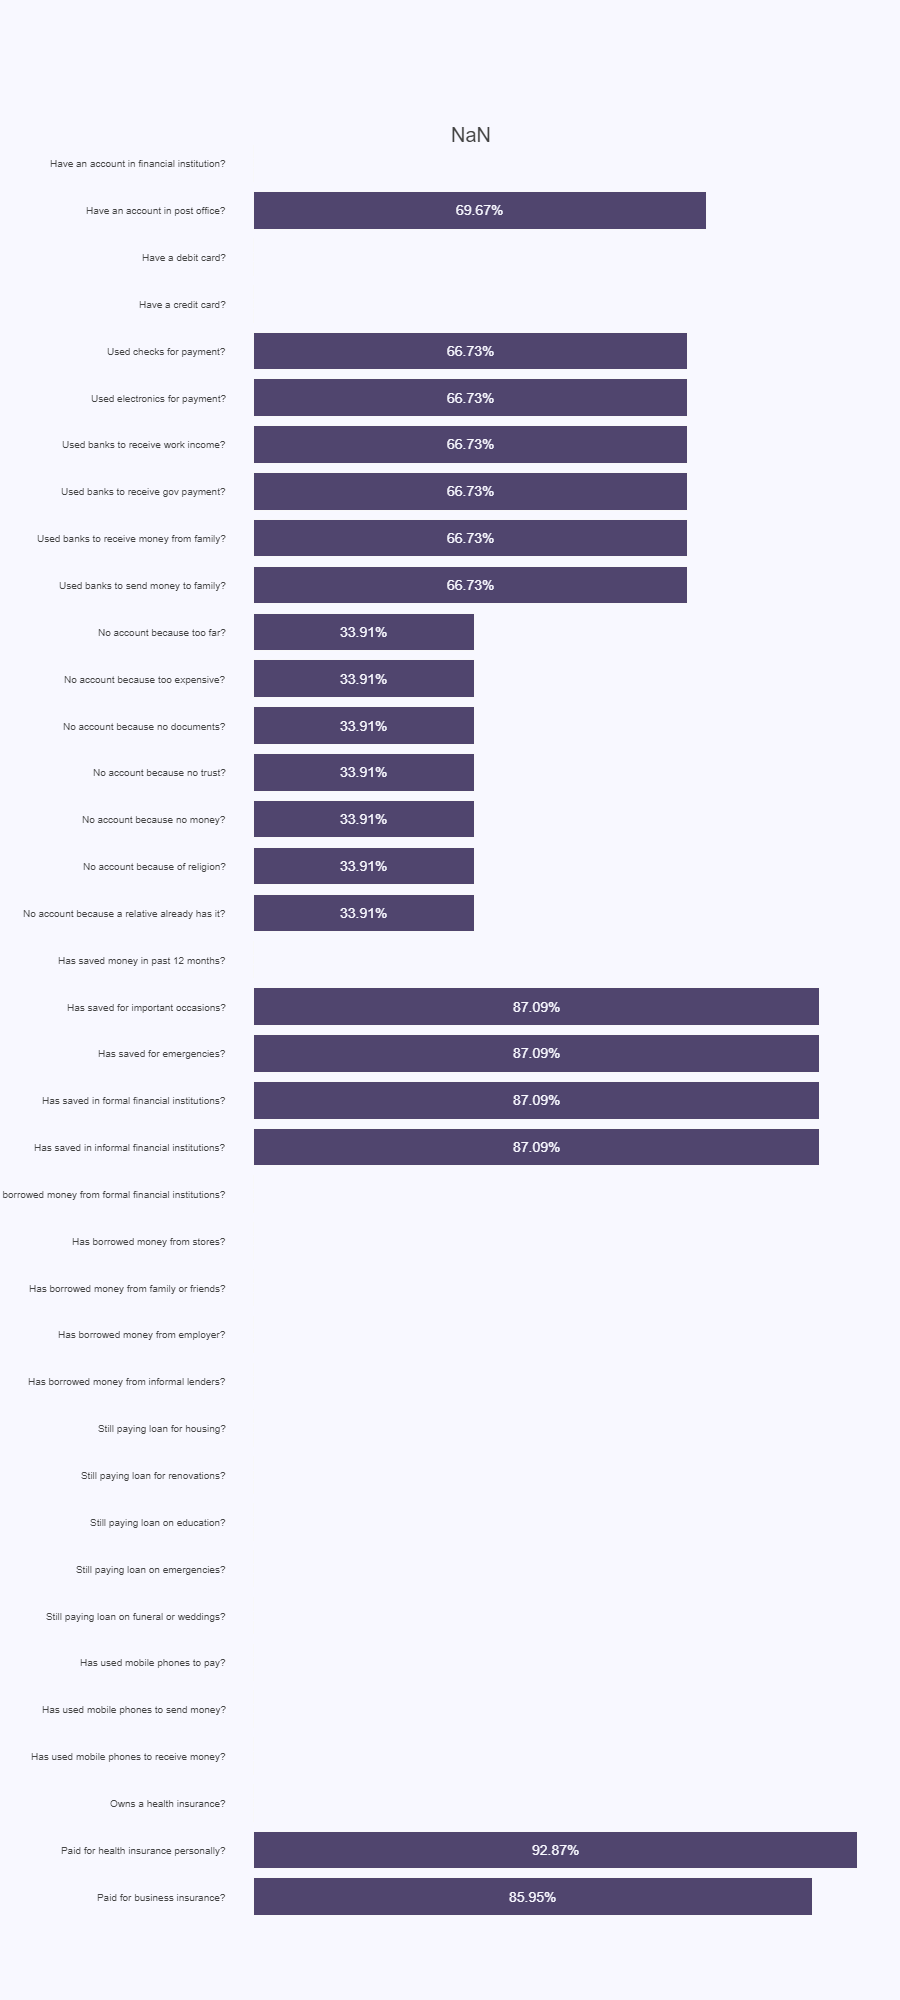 NaN
Have an account in financial institution?
Have an account in post office? 69.67%
Have a debit card?
Have a credit card?
Used checks for payment? 66.73%
Used electronics for payment? 66.73%
Used banks to receive work income? 66.73%
Used banks to receive gov payment? 66.73%
Used banks to receive money from family? 66.73%
Used banks to send money to family? 66.73%
No account because too far? 33.91%
No account because too expensive? 33.91%
No account because no documents? 33.91%
No account because no trust? 33.91%
No account because no money? 33.91%
No account because of religion? 33.91%
No account because a relative already has it? 33.91%
Has saved money in past 12 months?
Has saved for important occasions? 87.09%
Has saved for emergencies? 87.09%
Has saved in formal financial institutions? 87.09%
Has saved in informal financial institutions? 87.09%
borrowed money from formal financial institutions?
Has borrowed money from stores?
Has borrowed money from family or friends?
Has borrowed money from employer?
Has borrowed money from informal lenders?
Still paying loan for housing?
Still paying loan for renovations?
Still paying loan on education?
Still paying loan on emergencies?
Still paying loan on funeral or weddings?
Has used mobile phones to pay?
Has used mobile phones to send money?
Has used mobile phones to receive money?
Owns a health insurance?
Paid for health insurance personally? 92.87%
Paid for business insurance? 85.95%